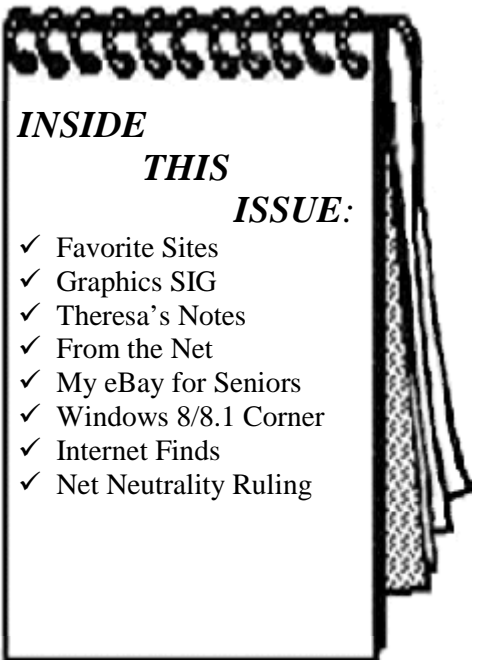 INSIDE
THIS
ISSUE:
✓ Favorite Sites
✓ Graphics SIG
✓ Theresa’s Notes
✓ From the Net
✓ My eBay for Seniors
✓ Windows 8/8.1 Corner
✓ Internet Finds
✓ Net Neutrality Ruling